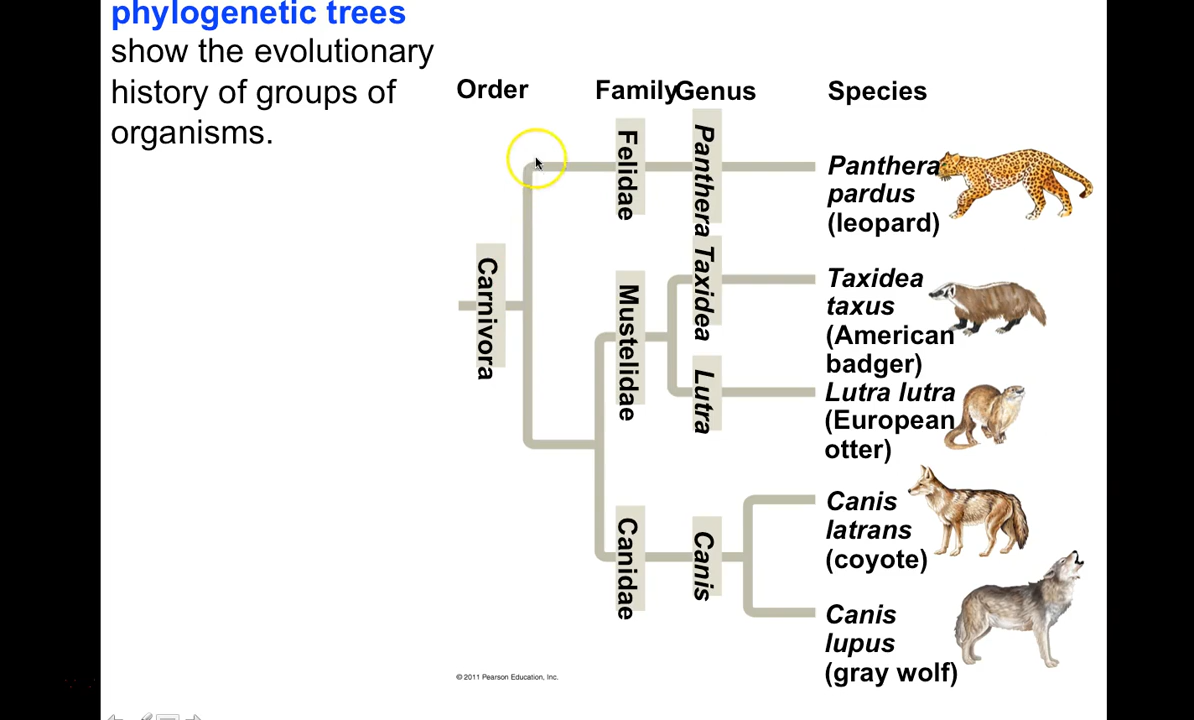 phylogenetic trees
show the evolutionary
history of groups of
organisms.
Order
Family
Genus
Species
Carnivora
Felidae
Mustelidae
Canidae
Panthera
Taxidea
Lutra
Canis
Panthera
pardus
(leopard)
Taxidea
taxus
(American
badger)
Lutra lutra
(European
otter)
Canis
latrans
(coyote)
Canis
lupus
(gray wolf)
© 2011 Pearson Education, Inc.